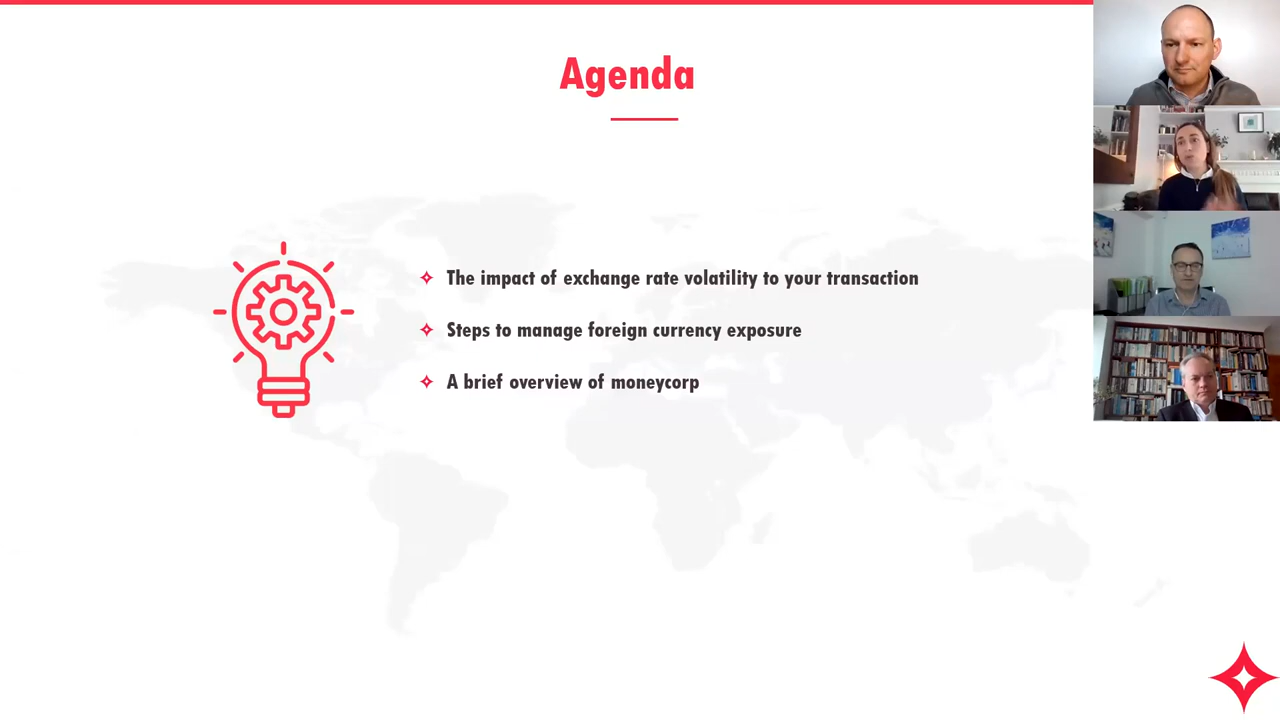 Agenda
The impact of exchange rate volatility to your transaction
Steps to manage foreign currency exposure
A brief overview of moneycorp